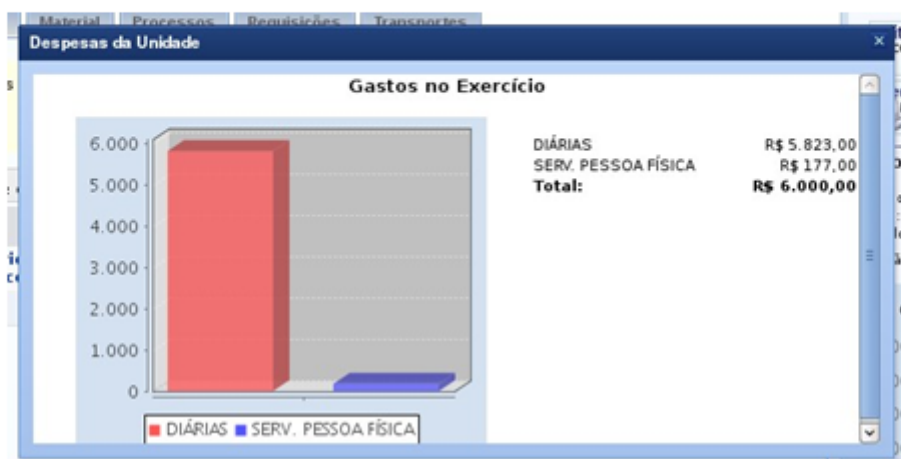 Material Processos Requisições Transportes
Despesas da Unidade
Gastos no Exercício
6.000
5.000
4.000
3.000
2.000
1.000
0
DIÁRIAS SERV. PESSOA FÍSICA
DIÁRIAS R$ 5.823,00
SERV. PESSOA FÍSICA R$ 177,00
Total: R$ 6.000,00